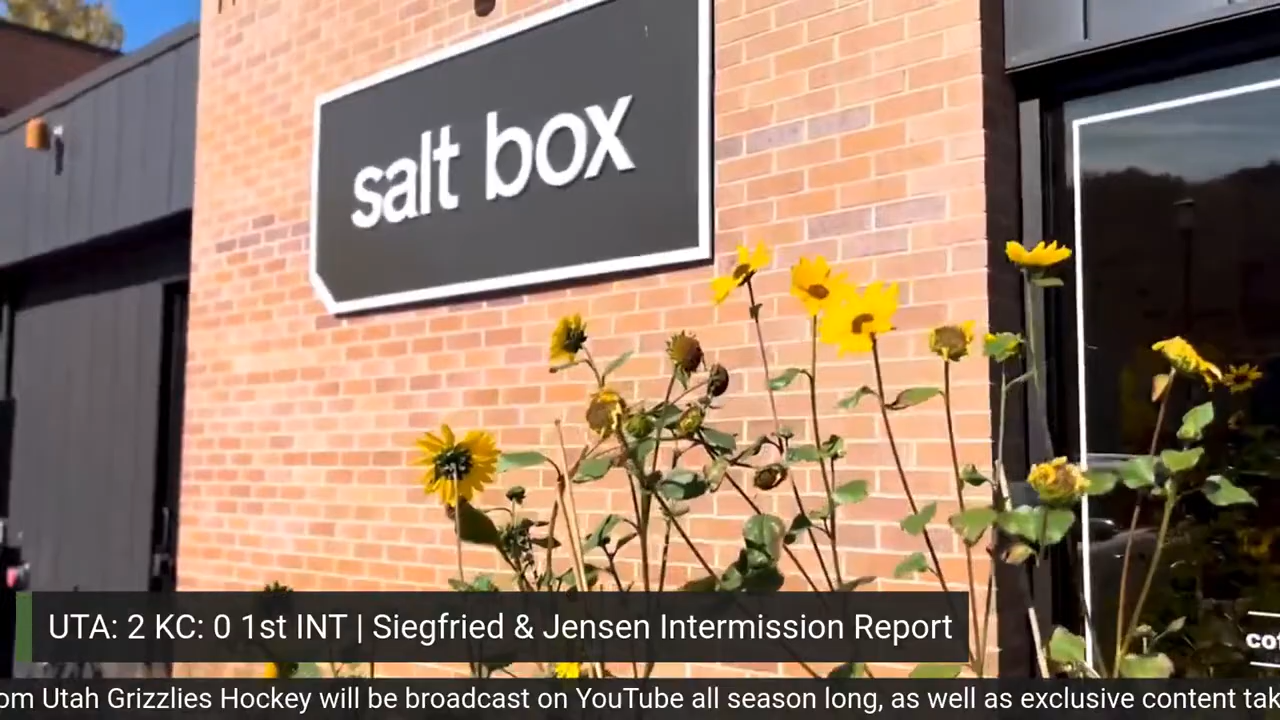 salt box
UTA: 2 KC: 0 1st INT | Siegfried & Jensen Intermission Report
om Utah Grizzlies Hockey will be broadcast on YouTube all season long, as well as exclusive content tak